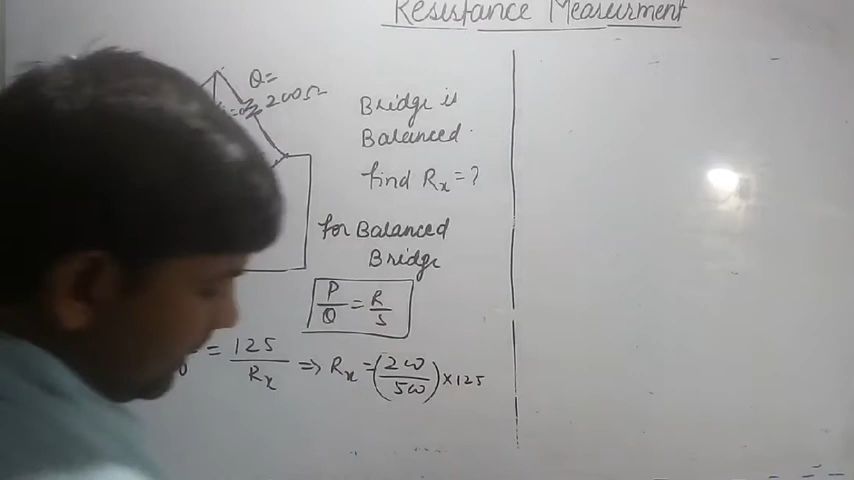 Resistance Measurment
Q=
200Ω
Bridge is
Balanced.
find Rx = ?
for Balanced
Bridge
P/Q = R/S
= 125/Rx ⇒ Rx = (200/500) × 125